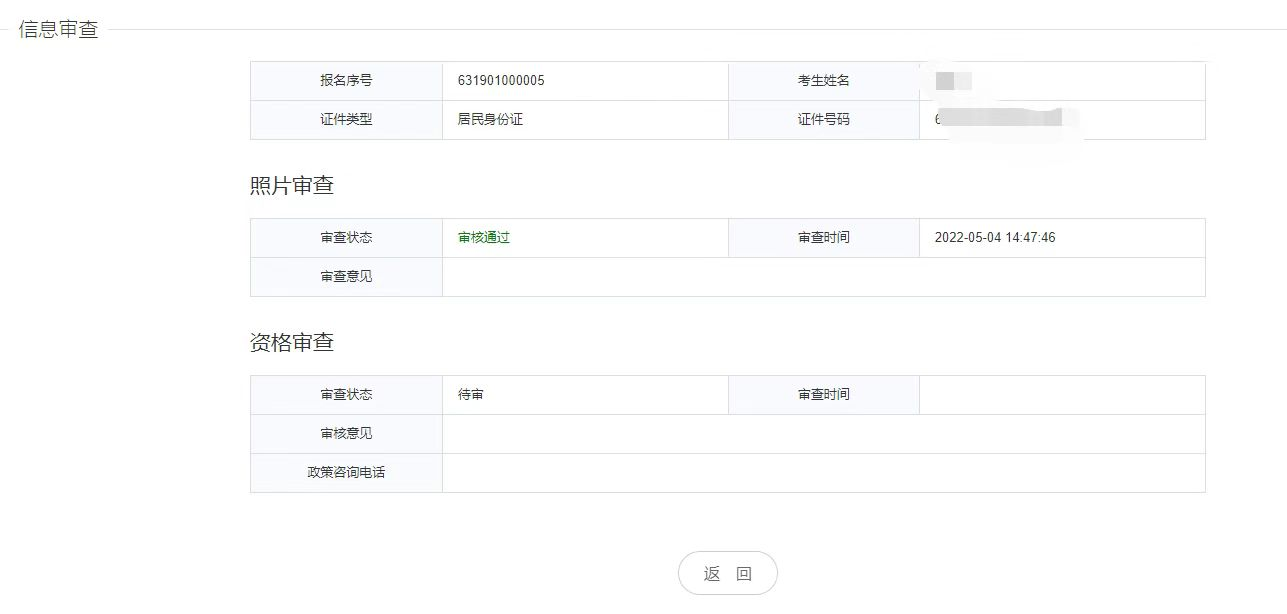 信息审查
报名序号 631901000005 考生姓名
证件类型 居民身份证 证件号码 6
照片审查
审查状态 审核通过 审查时间 2022-05-04 14:47:46
审查意见
资格审查
审查状态 待审 审查时间
审核意见
政策咨询电话
返 回